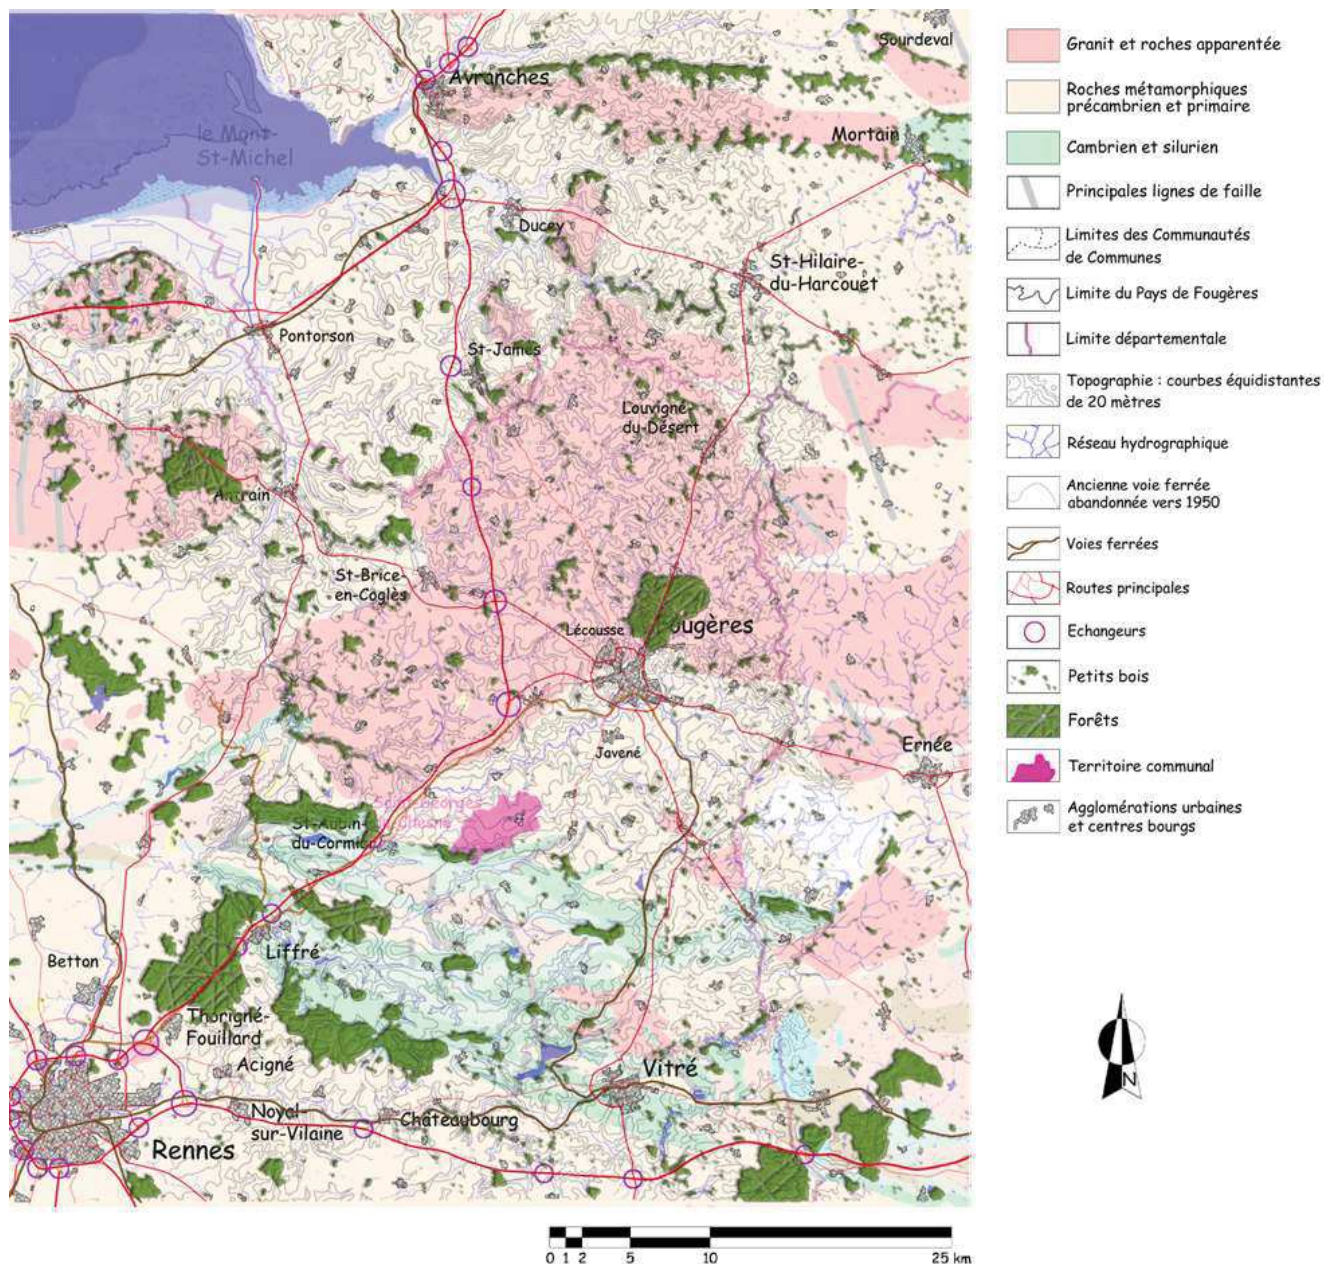 Sourdeval
Avranches
le Mont-
St-Michel
Mortain
Ducey
St-Hilaire-
du-Harcouet
Pontorson
St-James
Louvigné-
du-Désert
Antrain
St-Brice-
en-Coglès
Lécousse
ougères
Javené
Ernée
Saint-Georges
Chesné
St-Aubin-
du-Cormier
Liffré
Betton
Thorigné-
Fouillard
Acigné
Vitré
Noyal-
sur-Vilaine
Châteaubourg
Rennes
Granit et roches apparentée
Roches métamorphiques
précambrien et primaire
Cambrien et silurien
Principales lignes de faille
Limites des Communautés
de Communes
Limite du Pays de Fougères
Limite départementale
Topographie : courbes équidistantes
de 20 mètres
Réseau hydrographique
Ancienne voie ferrée
abandonnée vers 1950
Voies ferrées
Routes principales
Echangeurs
Petits bois
Forêts
Territoire communal
Agglomérations urbaines
et centres bourgs
N
0 1 2 5 10 25 km